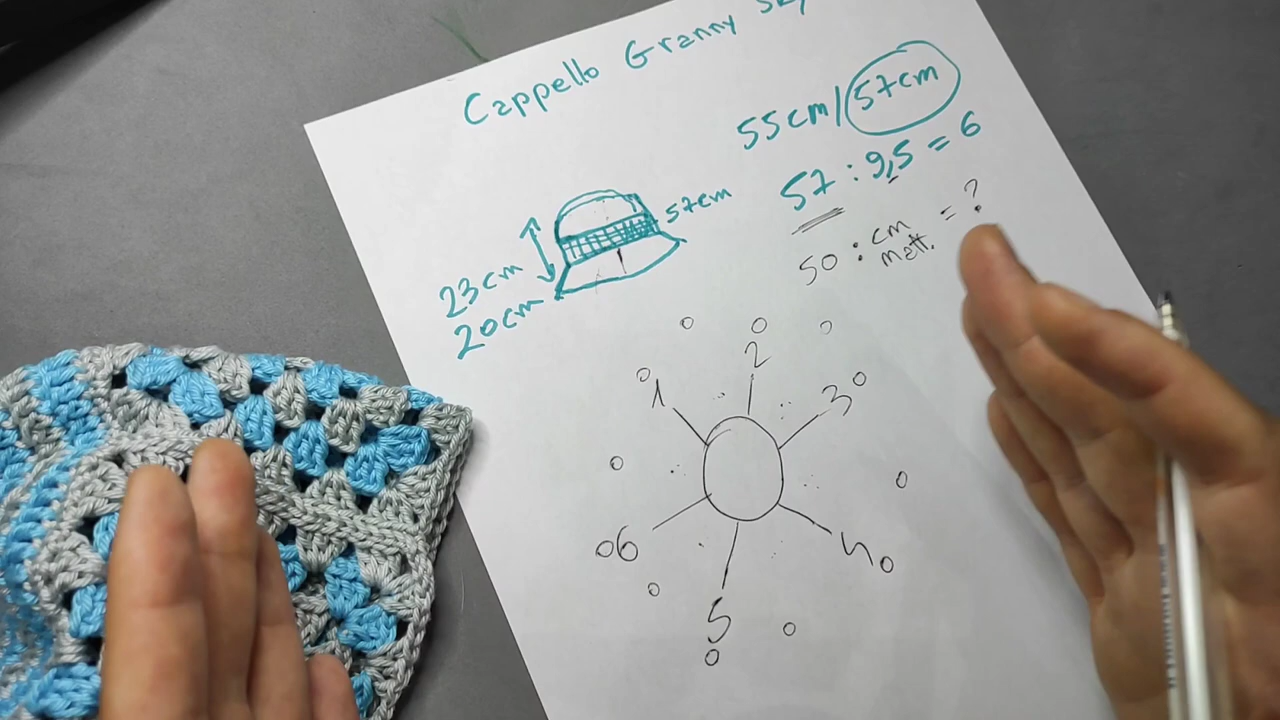 Cappello Granny
55cm/57cm
57 : 9,5 = 6
50 : cm = ?
matt.
57cm
23cm
20cm
1
2
3
4
5
6